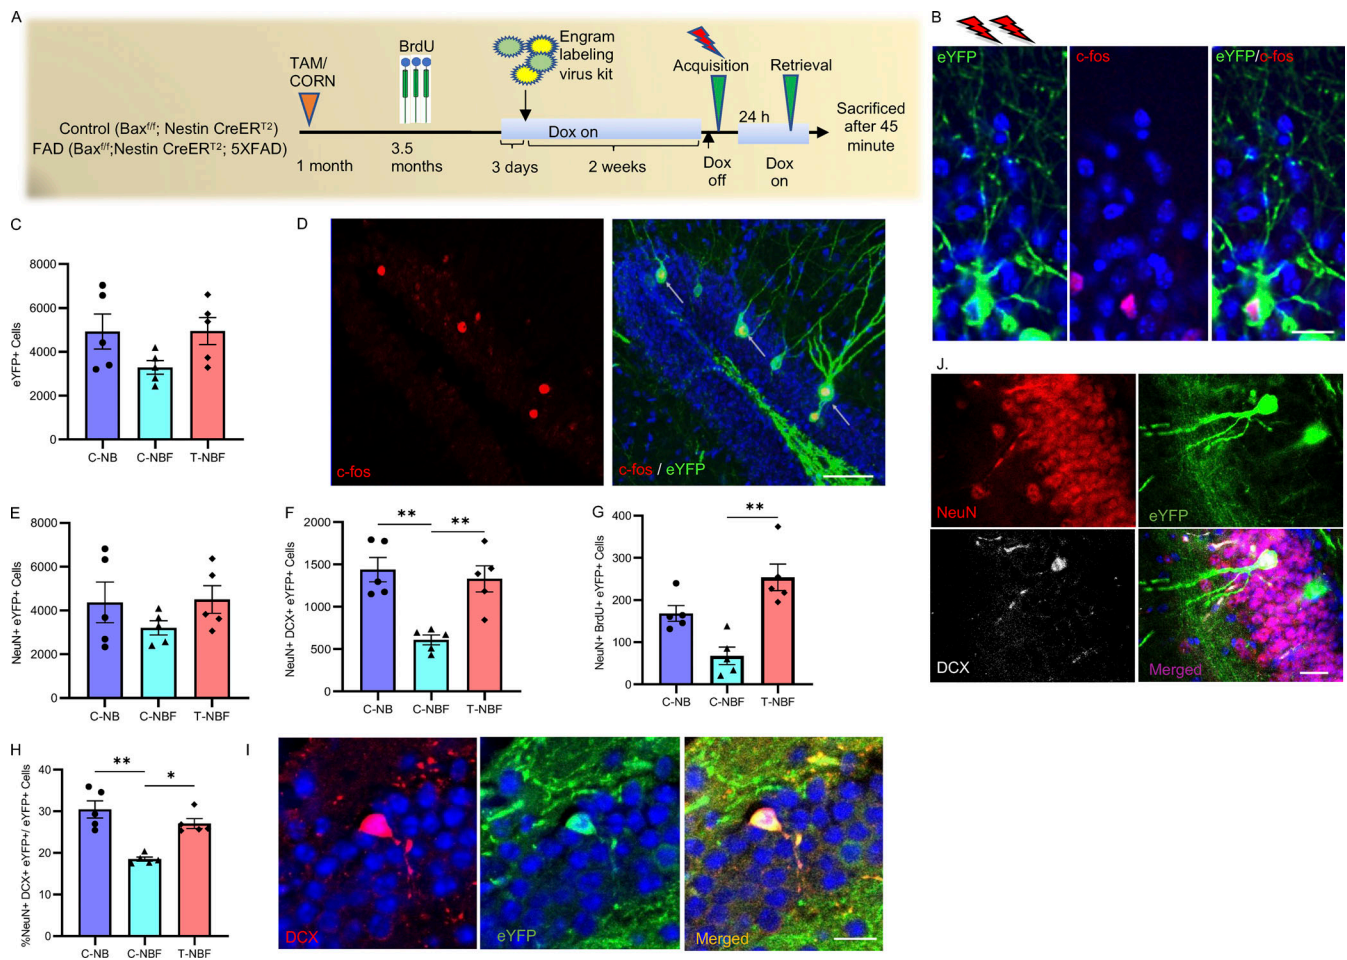 A
TAM/
CORN
BrdU
Engram
labeling
virus kit
Acquisition
Retrieval
24 h
Control (Bax^f/f; Nestin CreER^T2)
FAD (Bax^f/f;Nestin CreER^T2; 5XFAD)
Dox on
Sacrificed
after 45
minute
1 month
3.5
months
3 days
2 weeks
Dox
off
Dox
on
B
eYFP
c-fos
eYFP/c-fos
C
eYFP+ Cells
8000
6000
4000
2000
0
C-NB
C-NBF
T-NBF
D
c-fos
c-fos / eYFP
E
NeuN+ eYFP+ Cells
8000
6000
4000
2000
0
C-NB
C-NBF
T-NBF
F
NeuN+ DCX+ eYFP+ Cells
2000
1500
1000
500
0
**
**
C-NB
C-NBF
T-NBF
G
NeuN+ BrdU+ eYFP+ Cells
400
300
200
100
0
**
C-NB
C-NBF
T-NBF
J.
NeuN
eYFP
DCX
Merged
H
%NeuN+ DCX+ eYFP+/ eYFP+ Cells
40
30
20
10
0
**
*
C-NB
C-NBF
T-NBF
I
DCX
eYFP
Merged